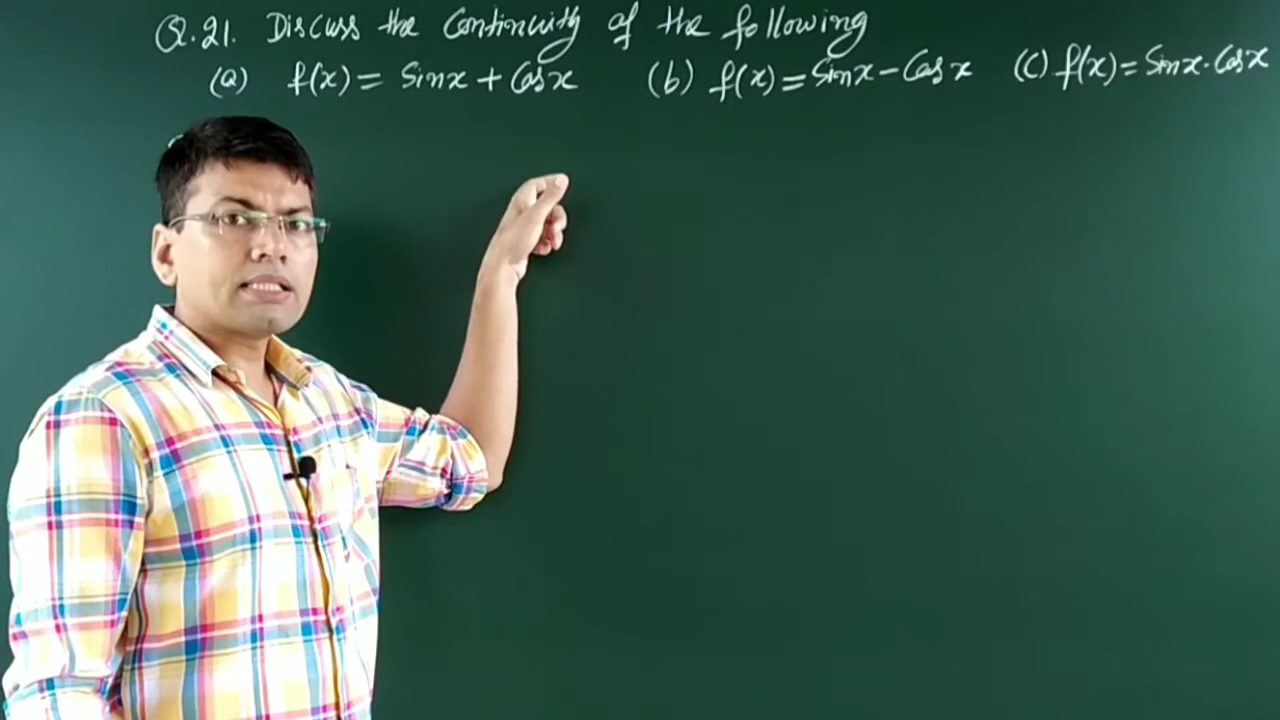 Q.21. Discuss the Continuity of the following
(a) f(x) = Sinx + Cosx (b) f(x) = Sinx - Cosx (c) f(x) = Sinx·Cosx